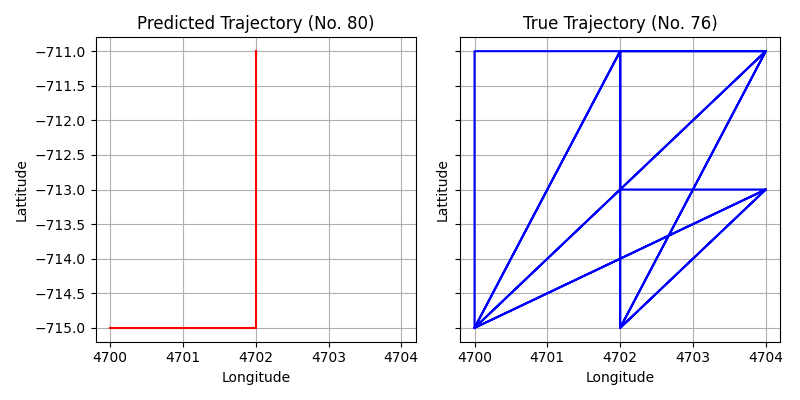 Predicted Trajectory (No. 80)
True Trajectory (No. 76)
Lattitude
−711.0
−711.5
−712.0
−712.5
−713.0
−713.5
−714.0
−714.5
−715.0
4700 4701 4702 4703 4704
Longitude
Lattitude
4700 4701 4702 4703 4704
Longitude